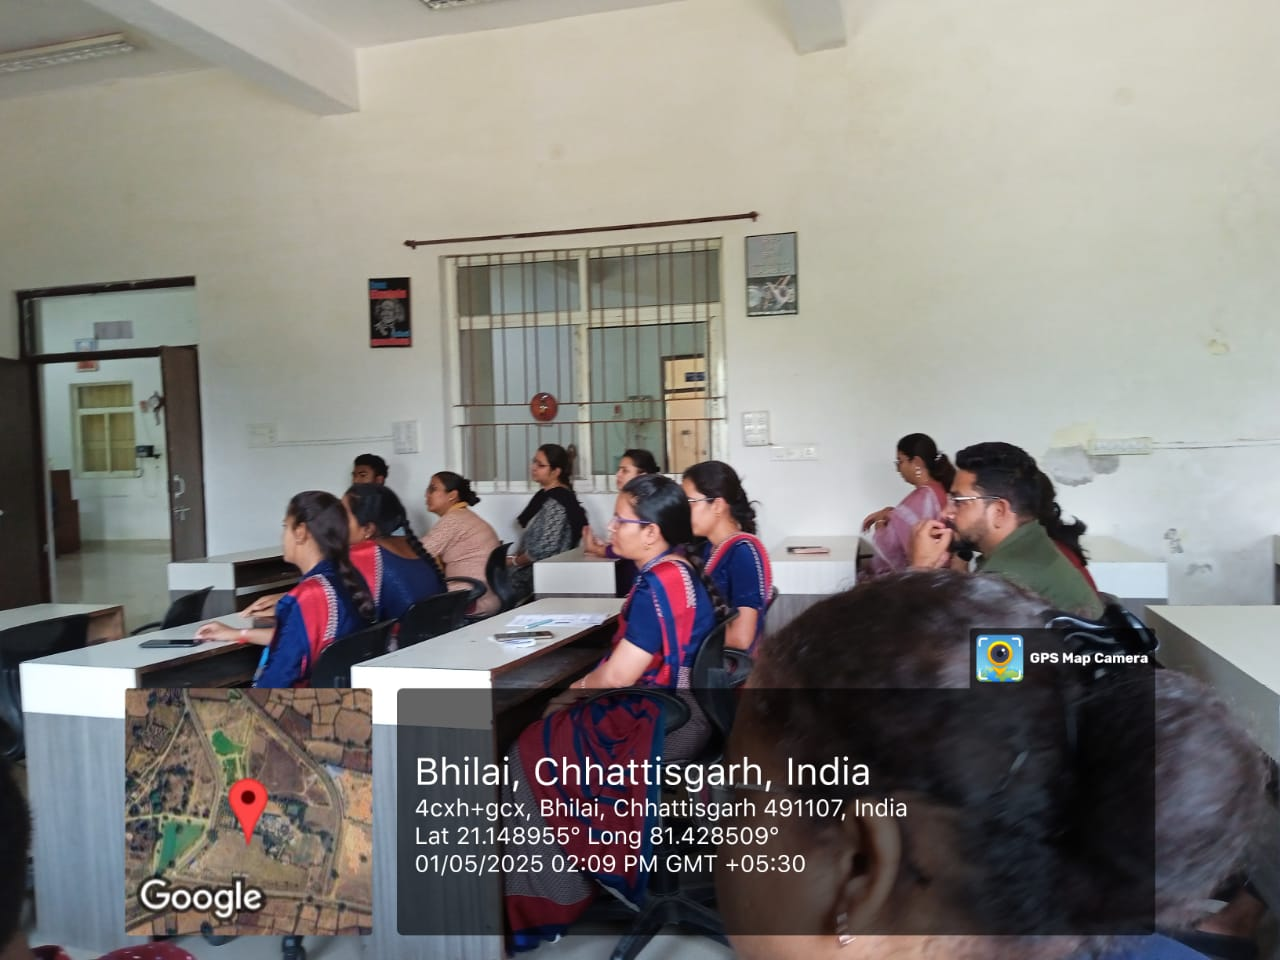 GPS Map Camera
Bhilai, Chhattisgarh, India
4cxh+gcx, Bhilai, Chhattisgarh 491107, India
Lat 21.148955° Long 81.428509°
01/05/2025 02:09 PM GMT +05:30
Google